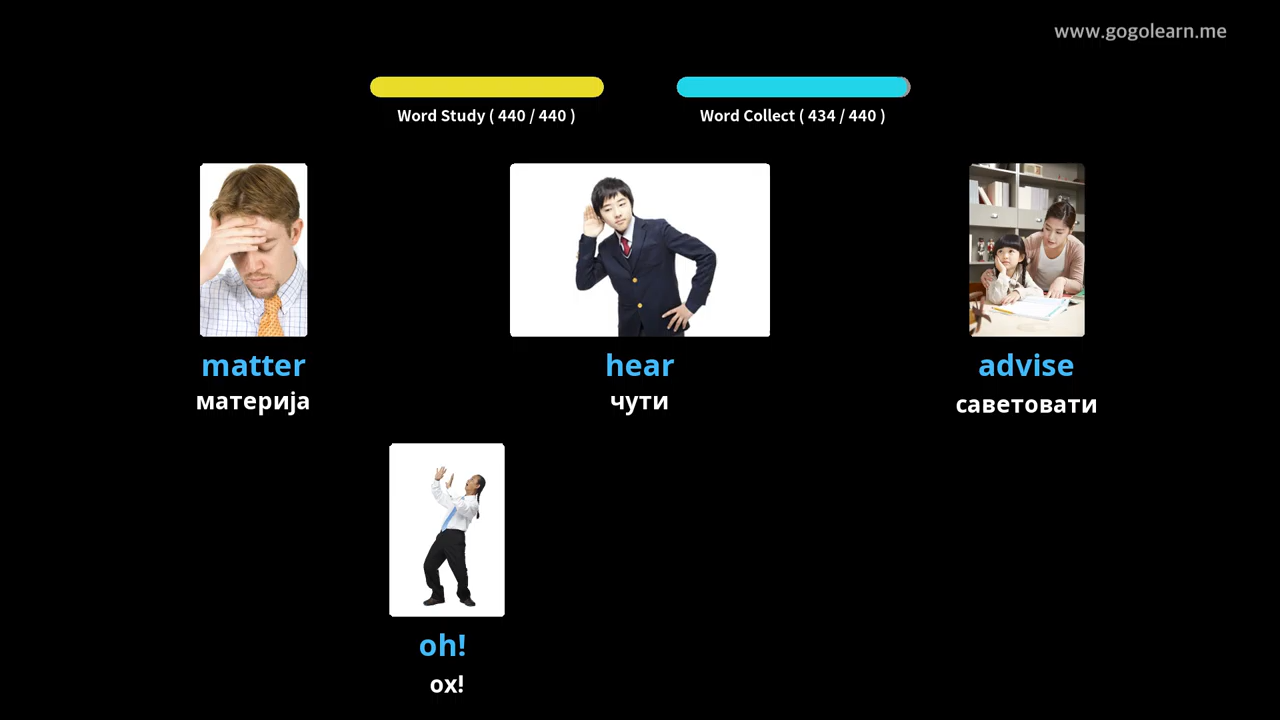 www.gogolearn.me
Word Study ( 440 / 440 )
Word Collect ( 434 / 440 )
matter
материја
hear
чути
advise
саветовати
oh!
ох!